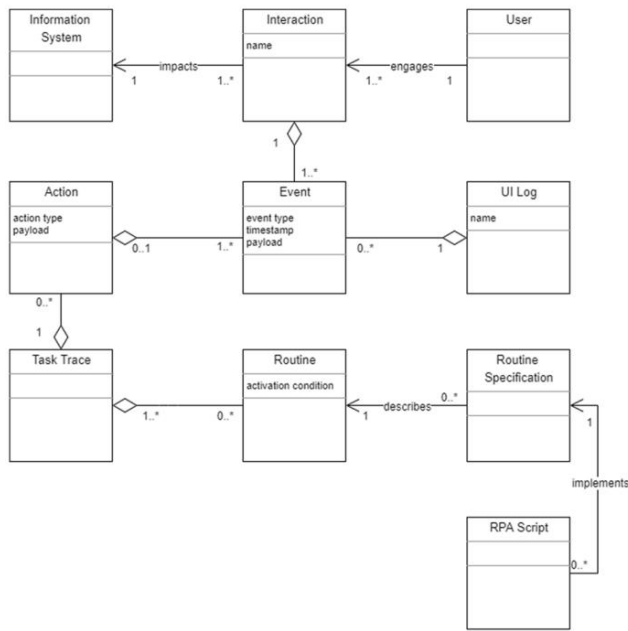 Information
System
Interaction
name
User
impacts
1
1..*
engages
1..*
1
1
1..*
Action
action type
payload
Event
event type
timestamp
payload
UI Log
name
0..1
1..*
0..*
1
0..*
1
Task Trace
Routine
activation condition
Routine
Specification
1..*
0..*
describes
1
0..*
1
implements
RPA Script
0..*